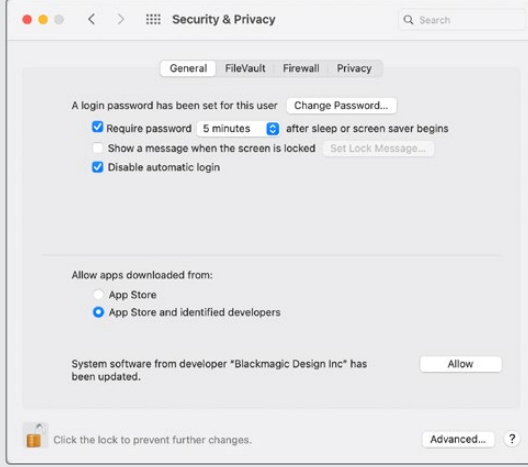 Security & Privacy
Search
General FileVault Firewall Privacy
A login password has been set for this user Change Password...
Require password 5 minutes after sleep or screen saver begins
Show a message when the screen is locked Set Lock Message...
Disable automatic login
Allow apps downloaded from:
App Store
App Store and identified developers
System software from developer “Blackmagic Design Inc” has Allow
been updated.
Click the lock to prevent further changes. Advanced... ?